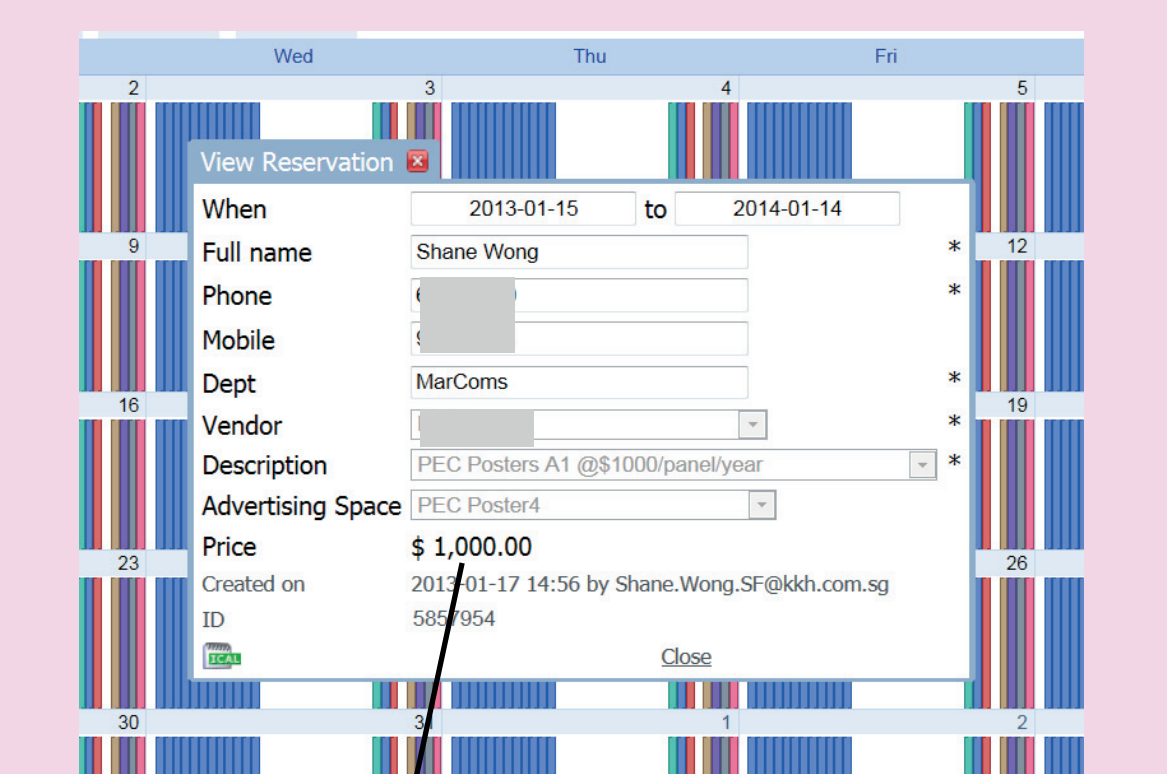 Wed Thu Fri
2 3 4 5
View Reservation
When 2013-01-15 to 2014-01-14
9 Full name Shane Wong * 12
Phone *
Mobile
Dept MarComs *
16 19
Vendor *
Description PEC Posters A1 @$1000/panel/year *
Advertising Space PEC Poster4
Price $ 1,000.00
23 26
Created on 2013-01-17 14:56 by Shane.Wong.SF@kkh.com.sg
ID 5857954
ICAL Close
30 31 1 2